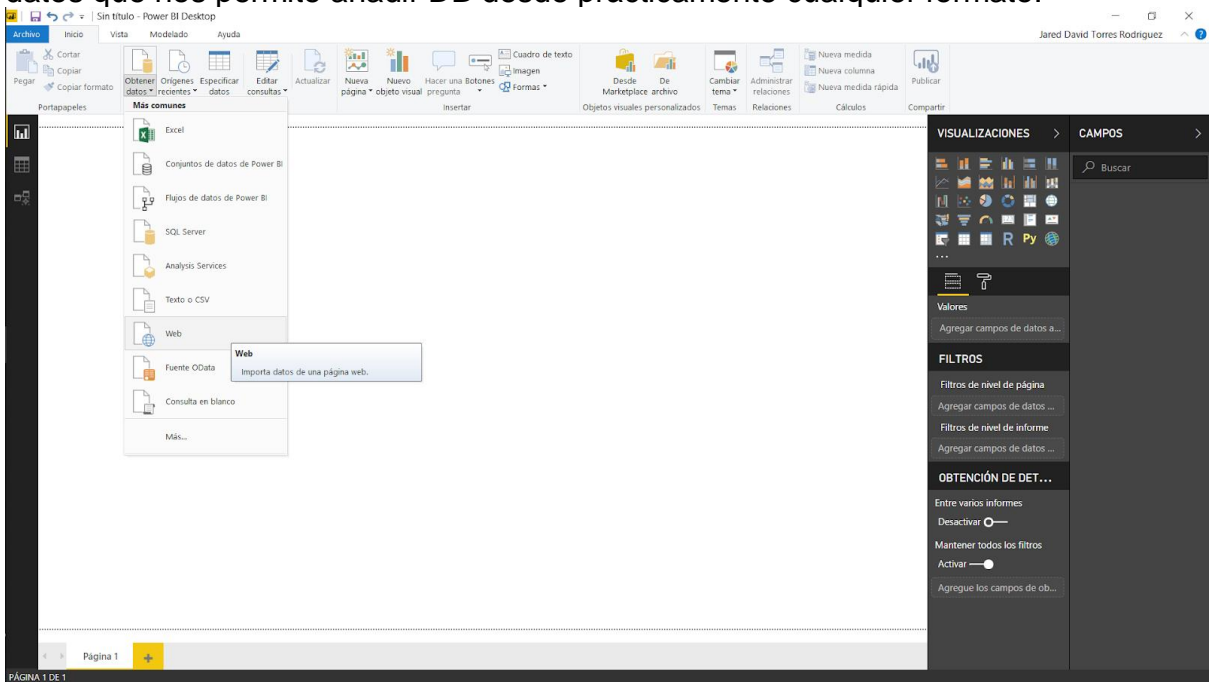 datos que nos permite añadir BD desde prácticamente cualquier formato.
Sin título - Power BI Desktop
Archivo Inicio Vista Modelado Ayuda
Jared David Torres Rodriguez
Pegar
Cortar
Copiar
Copiar formato
Portapapeles
Obtener datos
Orígenes recientes
Especificar datos
Editar consultas
Actualizar
Nueva página
Nuevo objeto visual
Hacer una pregunta
Botones
Cuadro de texto
Imagen
Formas
Insertar
Desde Marketplace
De archivo
Objetos visuales personalizados
Cambiar tema
Temas
Administrar relaciones
Relaciones
Nueva medida
Nueva columna
Nueva medida rápida
Cálculos
Publicar
Compartir
Más comunes
Excel
Conjuntos de datos de Power BI
Flujos de datos de Power BI
SQL Server
Analysis Services
Texto o CSV
Web
Web
Importa datos de una página web.
Fuente OData
Consulta en blanco
Más...
VISUALIZACIONES
R Py
Valores
Agregar campos de datos a...
FILTROS
Filtros de nivel de página
Agregar campos de datos ...
Filtros de nivel de informe
Agregar campos de datos ...
OBTENCIÓN DE DET...
Entre varios informes
Desactivar
Mantener todos los filtros
Activar
Agregue los campos de ob...
CAMPOS
Buscar
Página 1
PÁGINA 1 DE 1